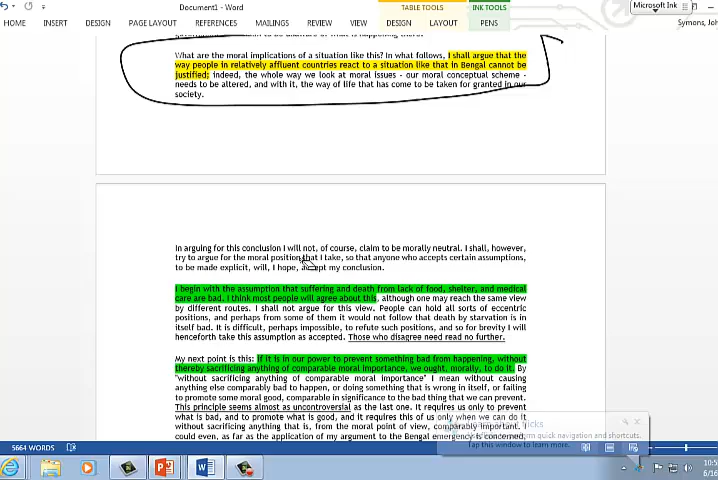 Document1 - Word
TABLE TOOLS
INK TOOLS
Microsoft Ink
HOME INSERT DESIGN PAGE LAYOUT REFERENCES MAILINGS REVIEW VIEW DESIGN LAYOUT PENS Symons, Joh
What are the moral implications of a situation like this? In what follows, I shall argue that the
way people in relatively affluent countries react to a situation like that in Bengal cannot be
justified; indeed, the whole way we look at moral issues - our moral conceptual scheme -
needs to be altered, and with it, the way of life that has come to be taken for granted in our
society.
In arguing for this conclusion I will not, of course, claim to be morally neutral. I shall, however,
try to argue for the moral position that I take, so that anyone who accepts certain assumptions,
to be made explicit, will, I hope, accept my conclusion.
I begin with the assumption that suffering and death from lack of food, shelter, and medical
care are bad. I think most people will agree about this, although one may reach the same view
by different routes. I shall not argue for this view. People can hold all sorts of eccentric
positions, and perhaps from some of them it would not follow that death by starvation is in
itself bad. It is difficult, perhaps impossible, to refute such positions, and so for brevity I will
henceforth take this assumption as accepted. Those who disagree need read no further.
My next point is this: If it is in our power to prevent something bad from happening, without
thereby sacrificing anything of comparable moral importance, we ought, morally, to do it. By
"without sacrificing anything of comparable moral importance" I mean without causing
anything else comparably bad to happen, or doing something that is wrong in itself, or failing
to promote some moral good, comparable in significance to the bad thing that we can prevent.
This principle seems almost as uncontroversial as the last one. It requires us only to prevent
what is bad, and to promote what is good, and it requires this of us only when we can do it
without sacrificing anything that is, from the moral point of view, comparably important. I
could even, as far as the application of my argument to the Bengal emergency is concerned,
Tap this window to learn more.
5664 WORDS
10:5
6/16